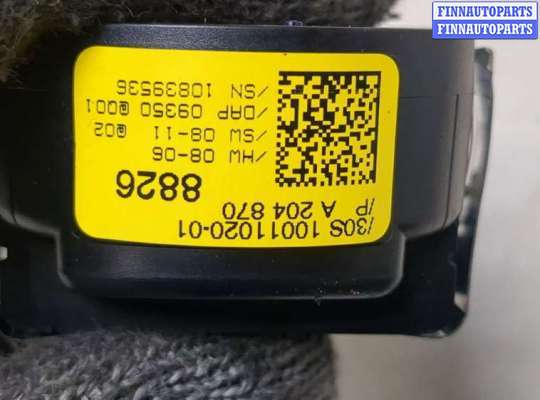 FINNAUTOPARTS
FINNAUTOPARTS
FINNAUTOPARTS
/30S 10011020-01
/P A 204 870
8826
/HW 08-06
/SW 08-11 @02
/DAP 09350 @001
/SN 10839536